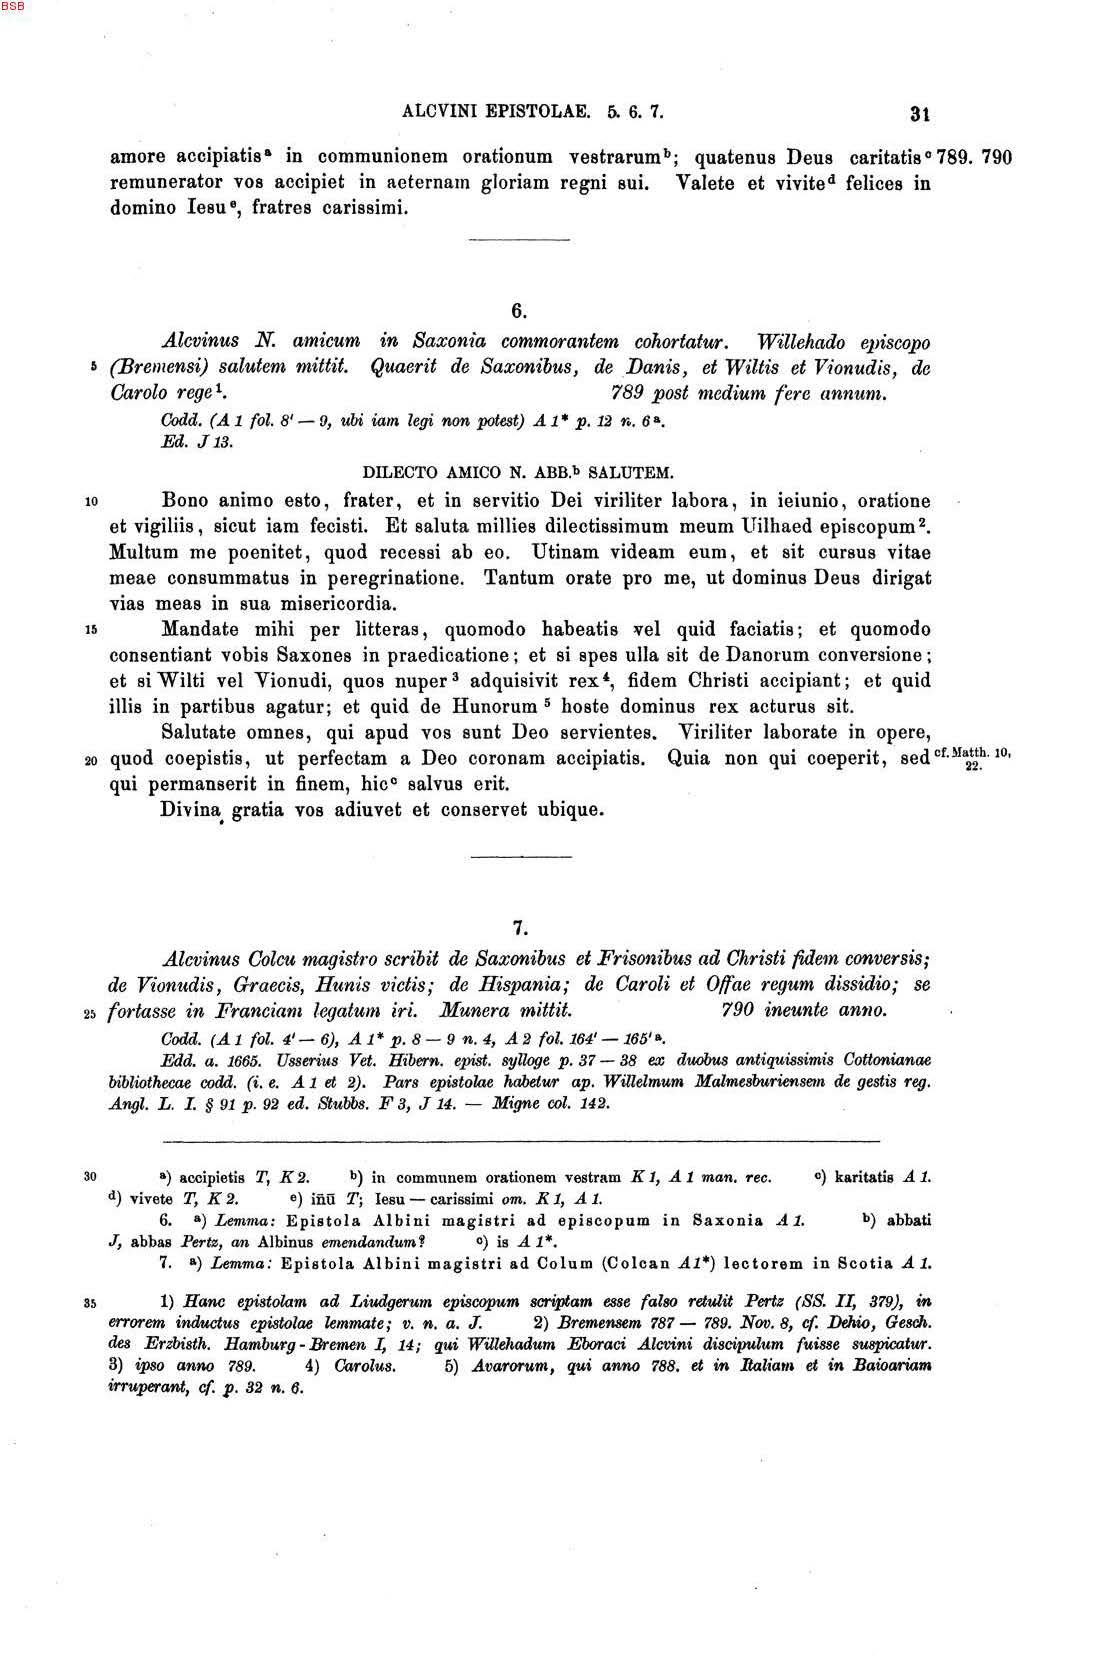 BSB
ALCVINI EPISTOLAE. 5. 6. 7. 31
amore accipiatisᵃ in communionem orationum vestrarumᵇ; quatenus Deus caritatisᶜ 789. 790
remunerator vos accipiet in aeternam gloriam regni sui. Valete et viviteᵈ felices in
domino Iesuᵉ, fratres carissimi.
6.
Alcvinus N. amicum in Saxonia commorantem cohortatur. Willehado episcopo
5 (Bremensi) salutem mittit. Quaerit de Saxonibus, de Danis, et Wiltis et Vionudis, de
Carolo rege¹. 789 post medium fere annum.
Codd. (A 1 fol. 8' — 9, ubi iam legi non potest) A 1* p. 12 n. 6ᵃ.
Ed. J 13.
DILECTO AMICO N. ABB.ᵇ SALUTEM.
10 Bono animo esto, frater, et in servitio Dei viriliter labora, in ieiunio, oratione
et vigiliis, sicut iam fecisti. Et saluta millies dilectissimum meum Uilhaed episcopum².
Multum me poenitet, quod recessi ab eo. Utinam videam eum, et sit cursus vitae
meae consummatus in peregrinatione. Tantum orate pro me, ut dominus Deus dirigat
vias meas in sua misericordia.
15 Mandate mihi per litteras, quomodo habeatis vel quid faciatis; et quomodo
consentiant vobis Saxones in praedicatione; et si spes ulla sit de Danorum conversione;
et si Wilti vel Vionudi, quos nuper³ adquisivit rex⁴, fidem Christi accipiant; et quid
illis in partibus agatur; et quid de Hunorum⁵ hoste dominus rex acturus sit.
Salutate omnes, qui apud vos sunt Deo servientes. Viriliter laborate in opere,
20 quod coepistis, ut perfectam a Deo coronam accipiatis. Quia non qui coeperit, sed cf. Matth. 10,
22.
qui permanserit in finem, hicᶜ salvus erit.
Divina gratia vos adiuvet et conservet ubique.
7.
Alcvinus Colcu magistro scribit de Saxonibus et Frisonibus ad Christi fidem conversis;
de Vionudis, Graecis, Hunis victis; de Hispania; de Caroli et Offae regum dissidio; se
25 fortasse in Franciam legatum iri. Munera mittit. 790 ineunte anno.
Codd. (A 1 fol. 4' — 6), A 1* p. 8 — 9 n. 4, A 2 fol. 164' — 165'ᵃ.
Edd. a. 1665. Usserius Vet. Hibern. epist. sylloge p. 37 — 38 ex duobus antiquissimis Cottonianae
bibliothecae codd. (i. e. A 1 et 2). Pars epistolae habetur ap. Willelmum Malmesburiensem de gestis reg.
Angl. L. I. § 91 p. 92 ed. Stubbs. F 3, J 14. — Migne col. 142.
30 ᵃ) accipietis T, K 2. ᵇ) in communem orationem vestram K 1, A 1 man. rec. ᶜ) karitatis A 1.
ᵈ) vivete T, K 2. ᵉ) iñū T; Iesu — carissimi om. K 1, A 1.
6. ᵃ) Lemma: Epistola Albini magistri ad episcopum in Saxonia A 1. ᵇ) abbati
J, abbas Pertz, an Albinus emendandum? ᶜ) is A 1*.
7. ᵃ) Lemma: Epistola Albini magistri ad Colum (Colcan A1*) lectorem in Scotia A 1.
35 1) Hanc epistolam ad Liudgerum episcopum scriptam esse falso retulit Pertz (SS. II, 379), in
errorem inductus epistolae lemmate; v. n. a. J. 2) Bremensem 787 — 789. Nov. 8, cf. Dehio, Gesch.
des Erzbisth. Hamburg-Bremen I, 14; qui Willehadum Eboraci Alcvini discipulum fuisse suspicatur.
3) ipso anno 789. 4) Carolus. 5) Avarorum, qui anno 788. et in Italiam et in Baioariam
irruperant, cf. p. 32 n. 6.